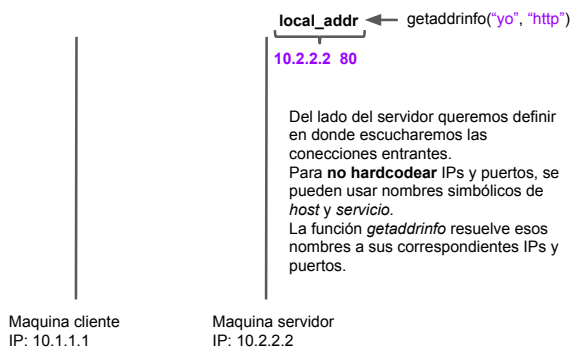 local_addr getaddrinfo(“yo”, “http”)
10.2.2.2 80
Del lado del servidor queremos definir
en donde escucharemos las
conecciones entrantes.
Para no hardcodear IPs y puertos, se
pueden usar nombres simbólicos de
host y servicio.
La función getaddrinfo resuelve esos
nombres a sus correspondientes IPs y
puertos.
Maquina cliente
IP: 10.1.1.1
Maquina servidor
IP: 10.2.2.2